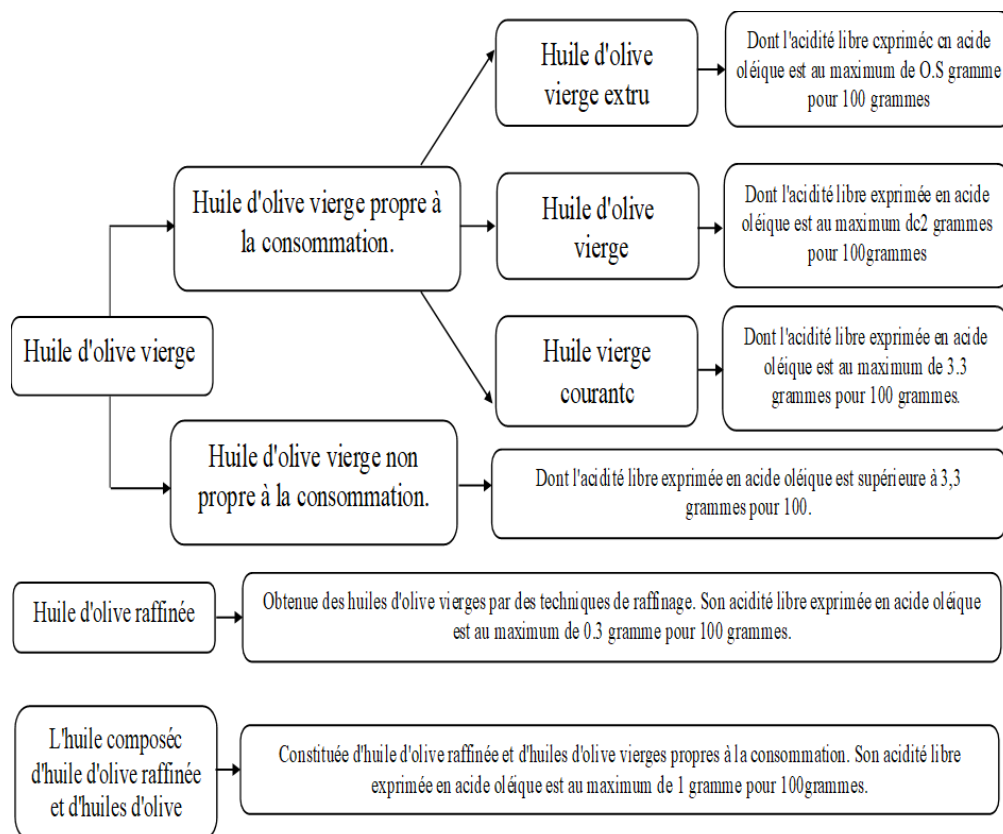 Huile d'olive
vierge extru
Dont l'acidité libre cxpriméc cn acide
oléique est au maximum de O.S gramme
pour 100 grammes
Huile d'olive vierge propre à
la consommation.
Huile d'olive
vierge
Dont l'acidité libre exprimée en acide
oléique est au maximum dc2 grammes
pour 100grammes
Huile d'olive vierge
Huile vierge
courantc
Dont l'acidité libre exprimée en acide
oléique est au maximum de 3.3
grammes pour 100 grammes.
Huile d'olive vierge non
propre à la consommation.
Dont l'acidité libre exprimée en acide oléique est supérieure à 3,3
grammes pour 100.
Huile d'olive raffinée
Obtenue des huiles d'olive vierges par des techniques de raffinage. Son acidité libre exprimée en acide oléique
est au maximum de 0.3 gramme pour 100 grammes.
L'huile composéc
d'huile d'olive raffinée
et d'huiles d'olive
Constituée d'huile d'olive raffinée et d'huiles d'olive vierges propres à la consommation. Son acidité libre
exprimée en acide oléique est au maximum de 1 gramme pour 100grammes.